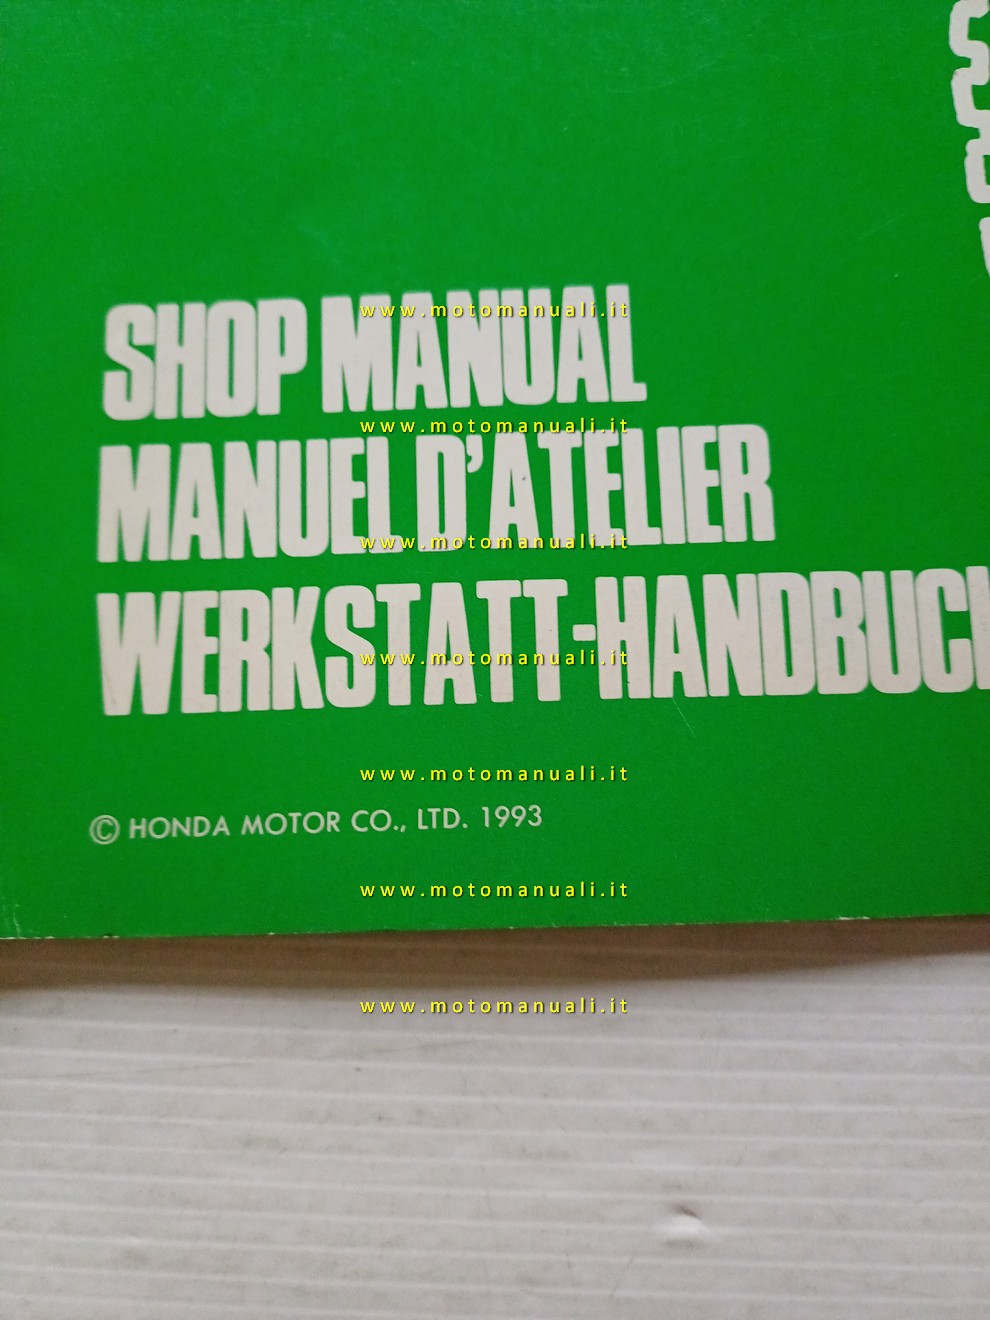 SHOP MANUAL
MANUEL D'ATELIER
WERKSTATT-HANDBUCH
© HONDA MOTOR CO., LTD. 1993
www.motomanuali.it
www.motomanuali.it
www.motomanuali.it
www.motomanuali.it
www.motomanuali.it
www.motomanuali.it
www.motomanuali.it